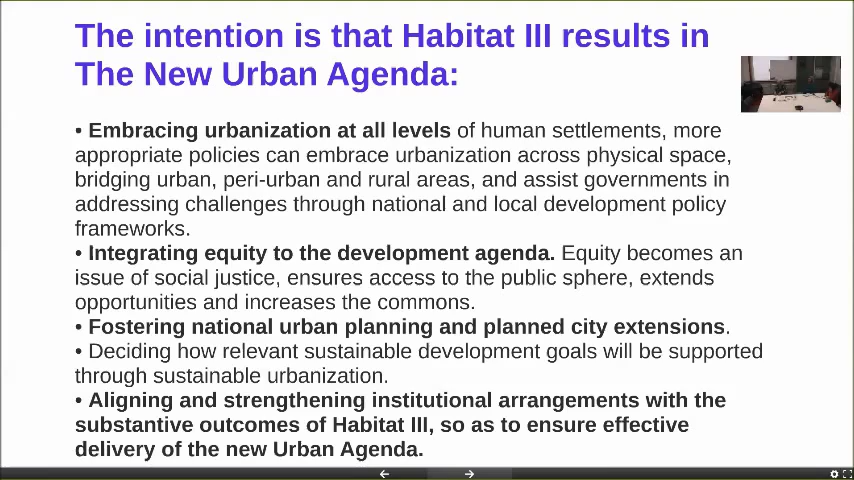 The intention is that Habitat III results in
The New Urban Agenda:
• Embracing urbanization at all levels of human settlements, more
appropriate policies can embrace urbanization across physical space,
bridging urban, peri-urban and rural areas, and assist governments in
addressing challenges through national and local development policy
frameworks.
• Integrating equity to the development agenda. Equity becomes an
issue of social justice, ensures access to the public sphere, extends
opportunities and increases the commons.
• Fostering national urban planning and planned city extensions.
• Deciding how relevant sustainable development goals will be supported
through sustainable urbanization.
• Aligning and strengthening institutional arrangements with the
substantive outcomes of Habitat III, so as to ensure effective
delivery of the new Urban Agenda.